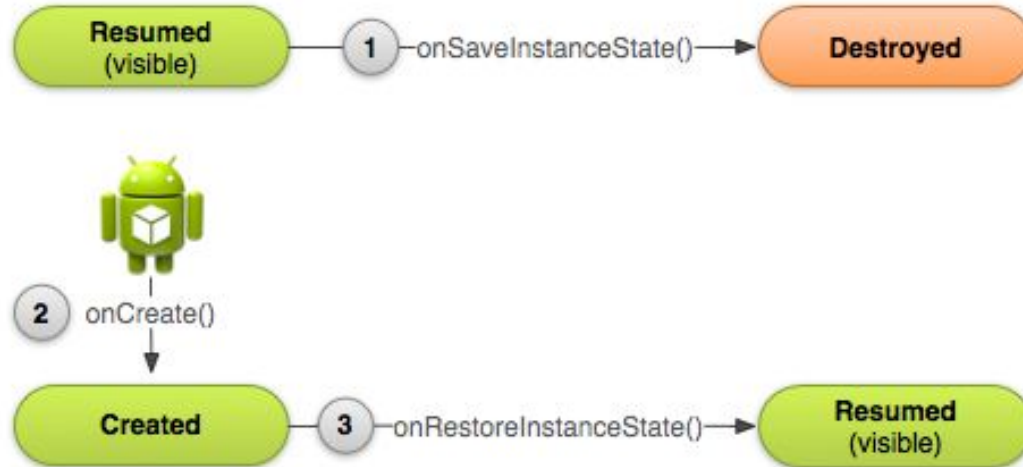 Resumed
(visible)
1
onSaveInstanceState()
Destroyed
2
onCreate()
Created
3
onRestoreInstanceState()
Resumed
(visible)